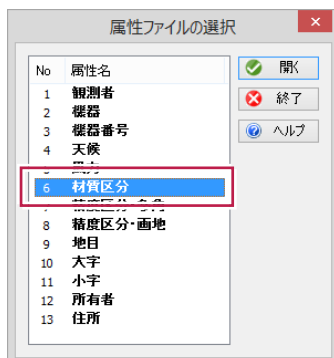 属性ファイルの選択
No 属性名
1 観測者
2 機器
3 機器番号
4 天候
6 材質区分
8 精度区分・画地
9 地目
10 大字
11 小字
12 所有者
13 住所
開く
終了
ヘルプ